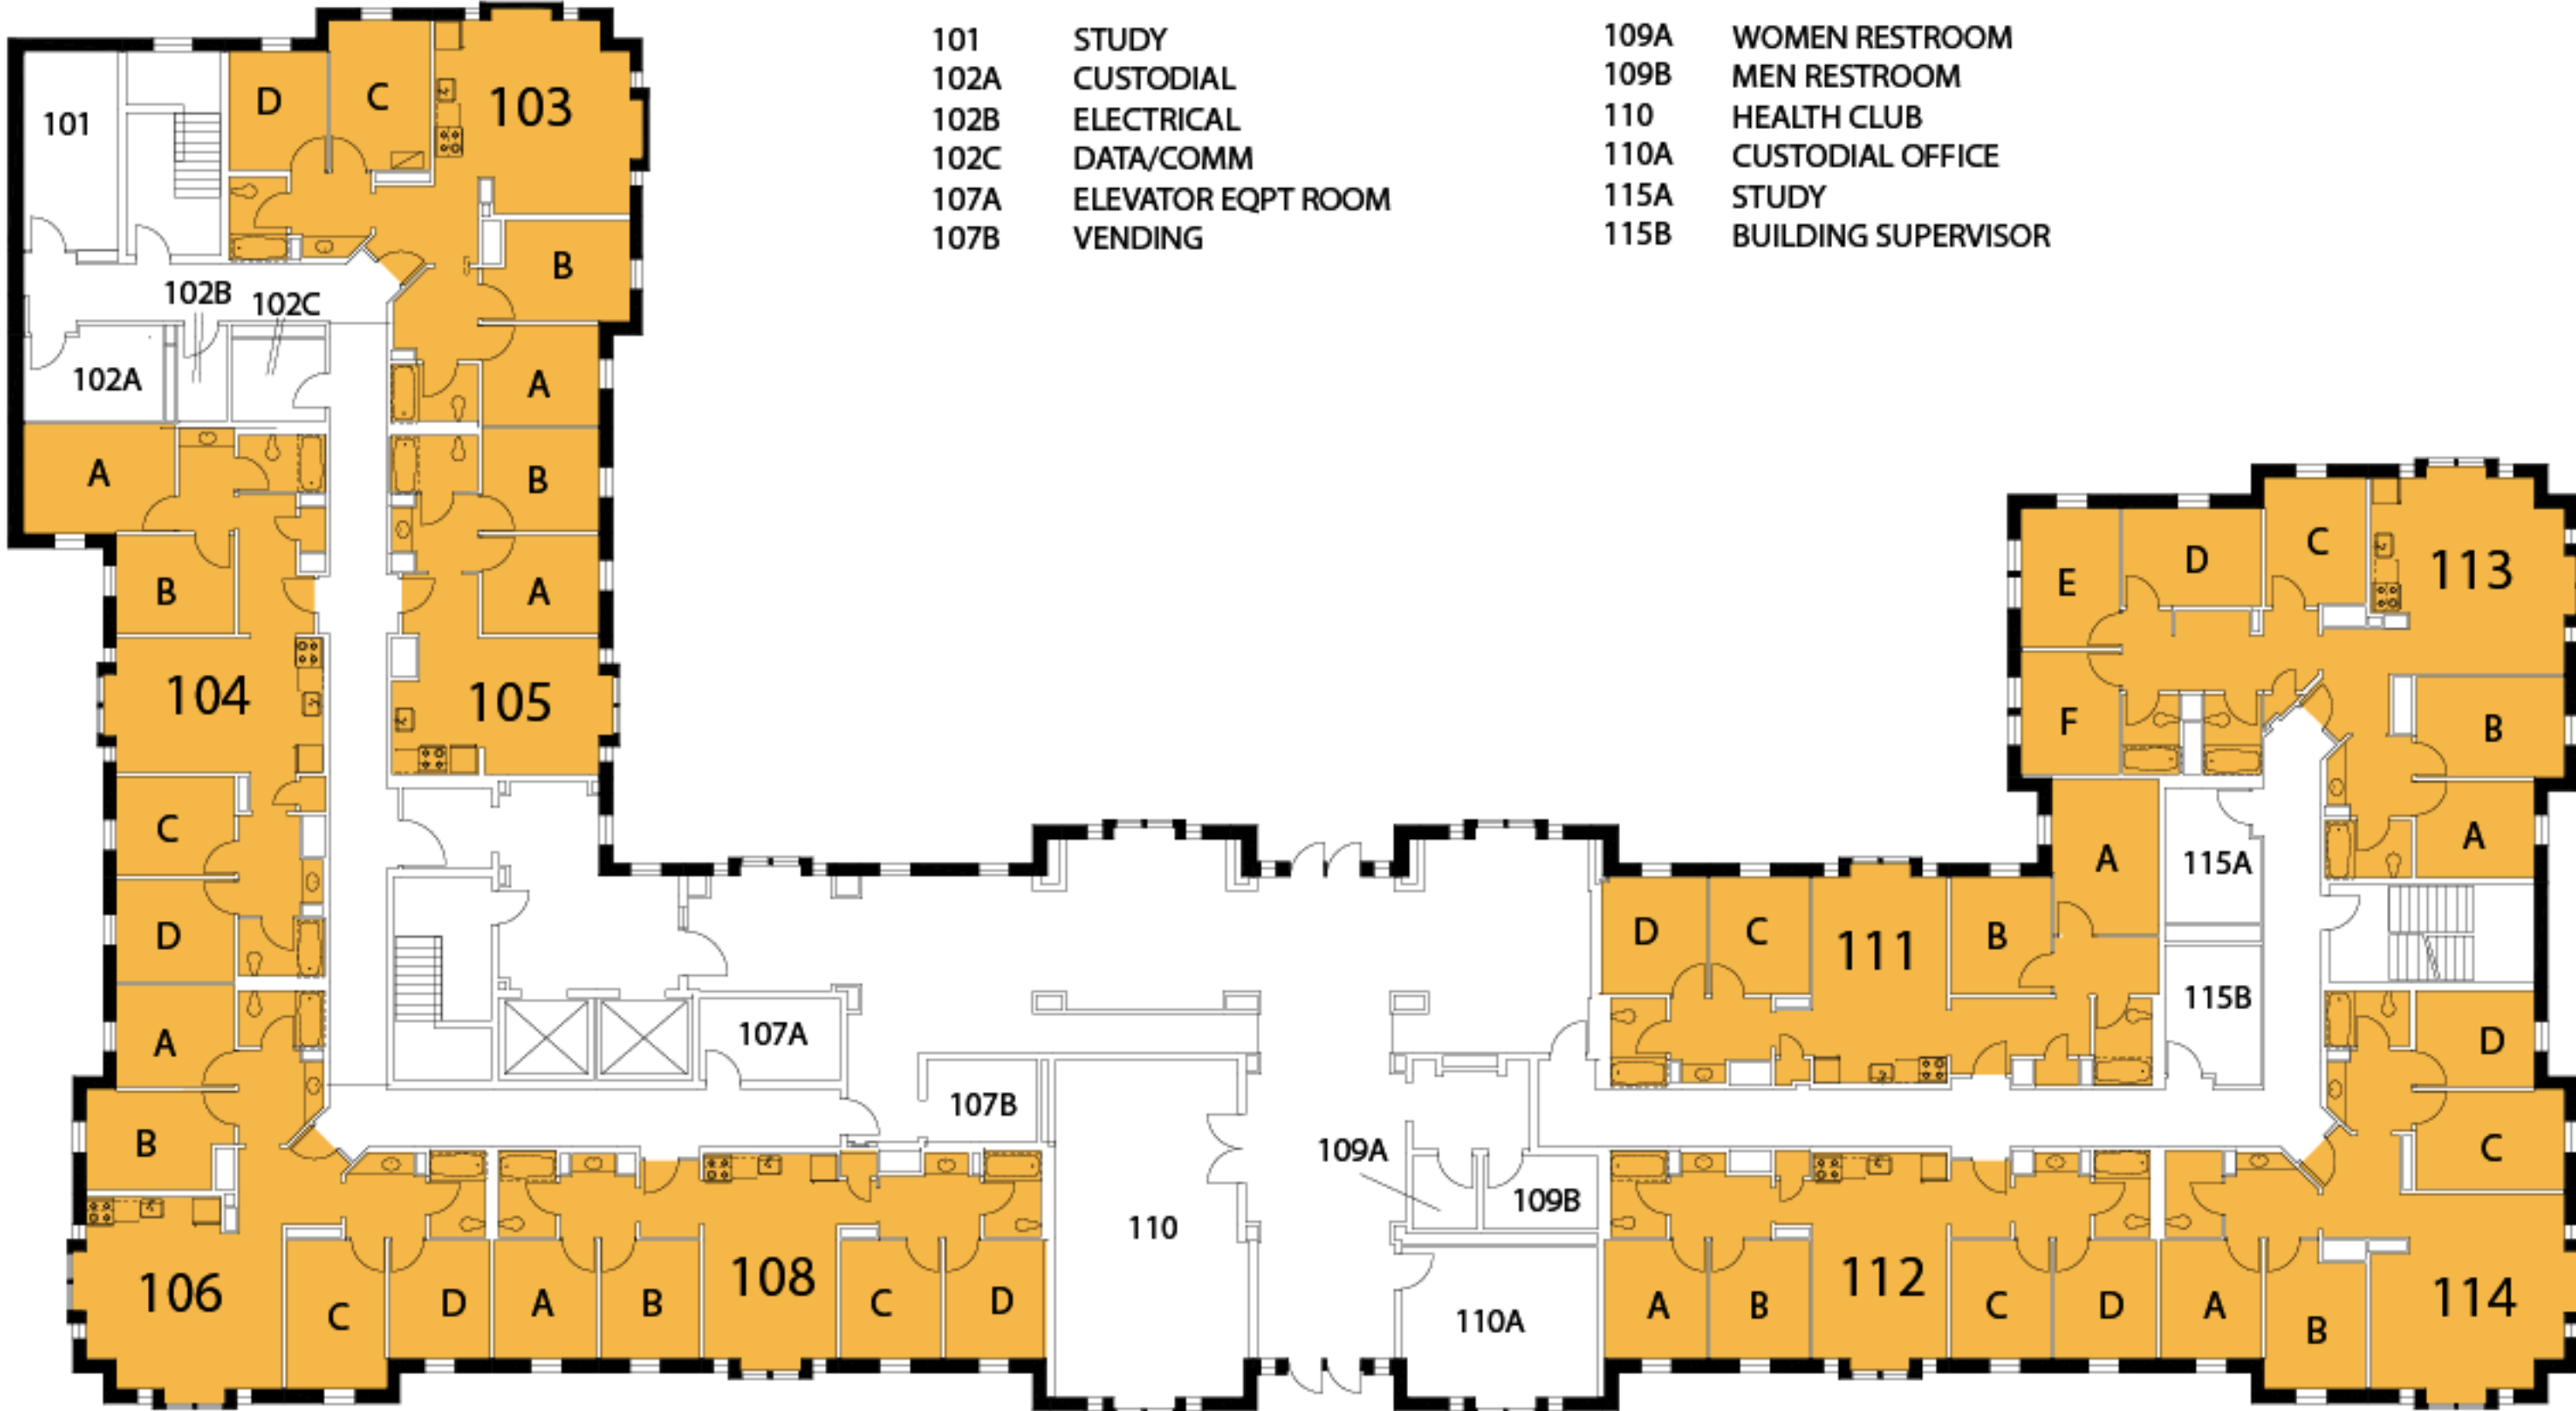 101 STUDY
102A CUSTODIAL
102B ELECTRICAL
102C DATA/COMM
107A ELEVATOR EQPT ROOM
107B VENDING
109A WOMEN RESTROOM
109B MEN RESTROOM
110 HEALTH CLUB
110A CUSTODIAL OFFICE
115A STUDY
115B BUILDING SUPERVISOR
101
D
C
103
B
A
102B
102C
102A
A
B
104
C
D
B
A
105
A
B
106
C
D
107A
107B
A
B
108
C
D
110
109A
109B
110A
D
C
111
B
A
E
D
C
113
F
B
A
115A
115B
D
C
A
B
112
C
D
A
B
114